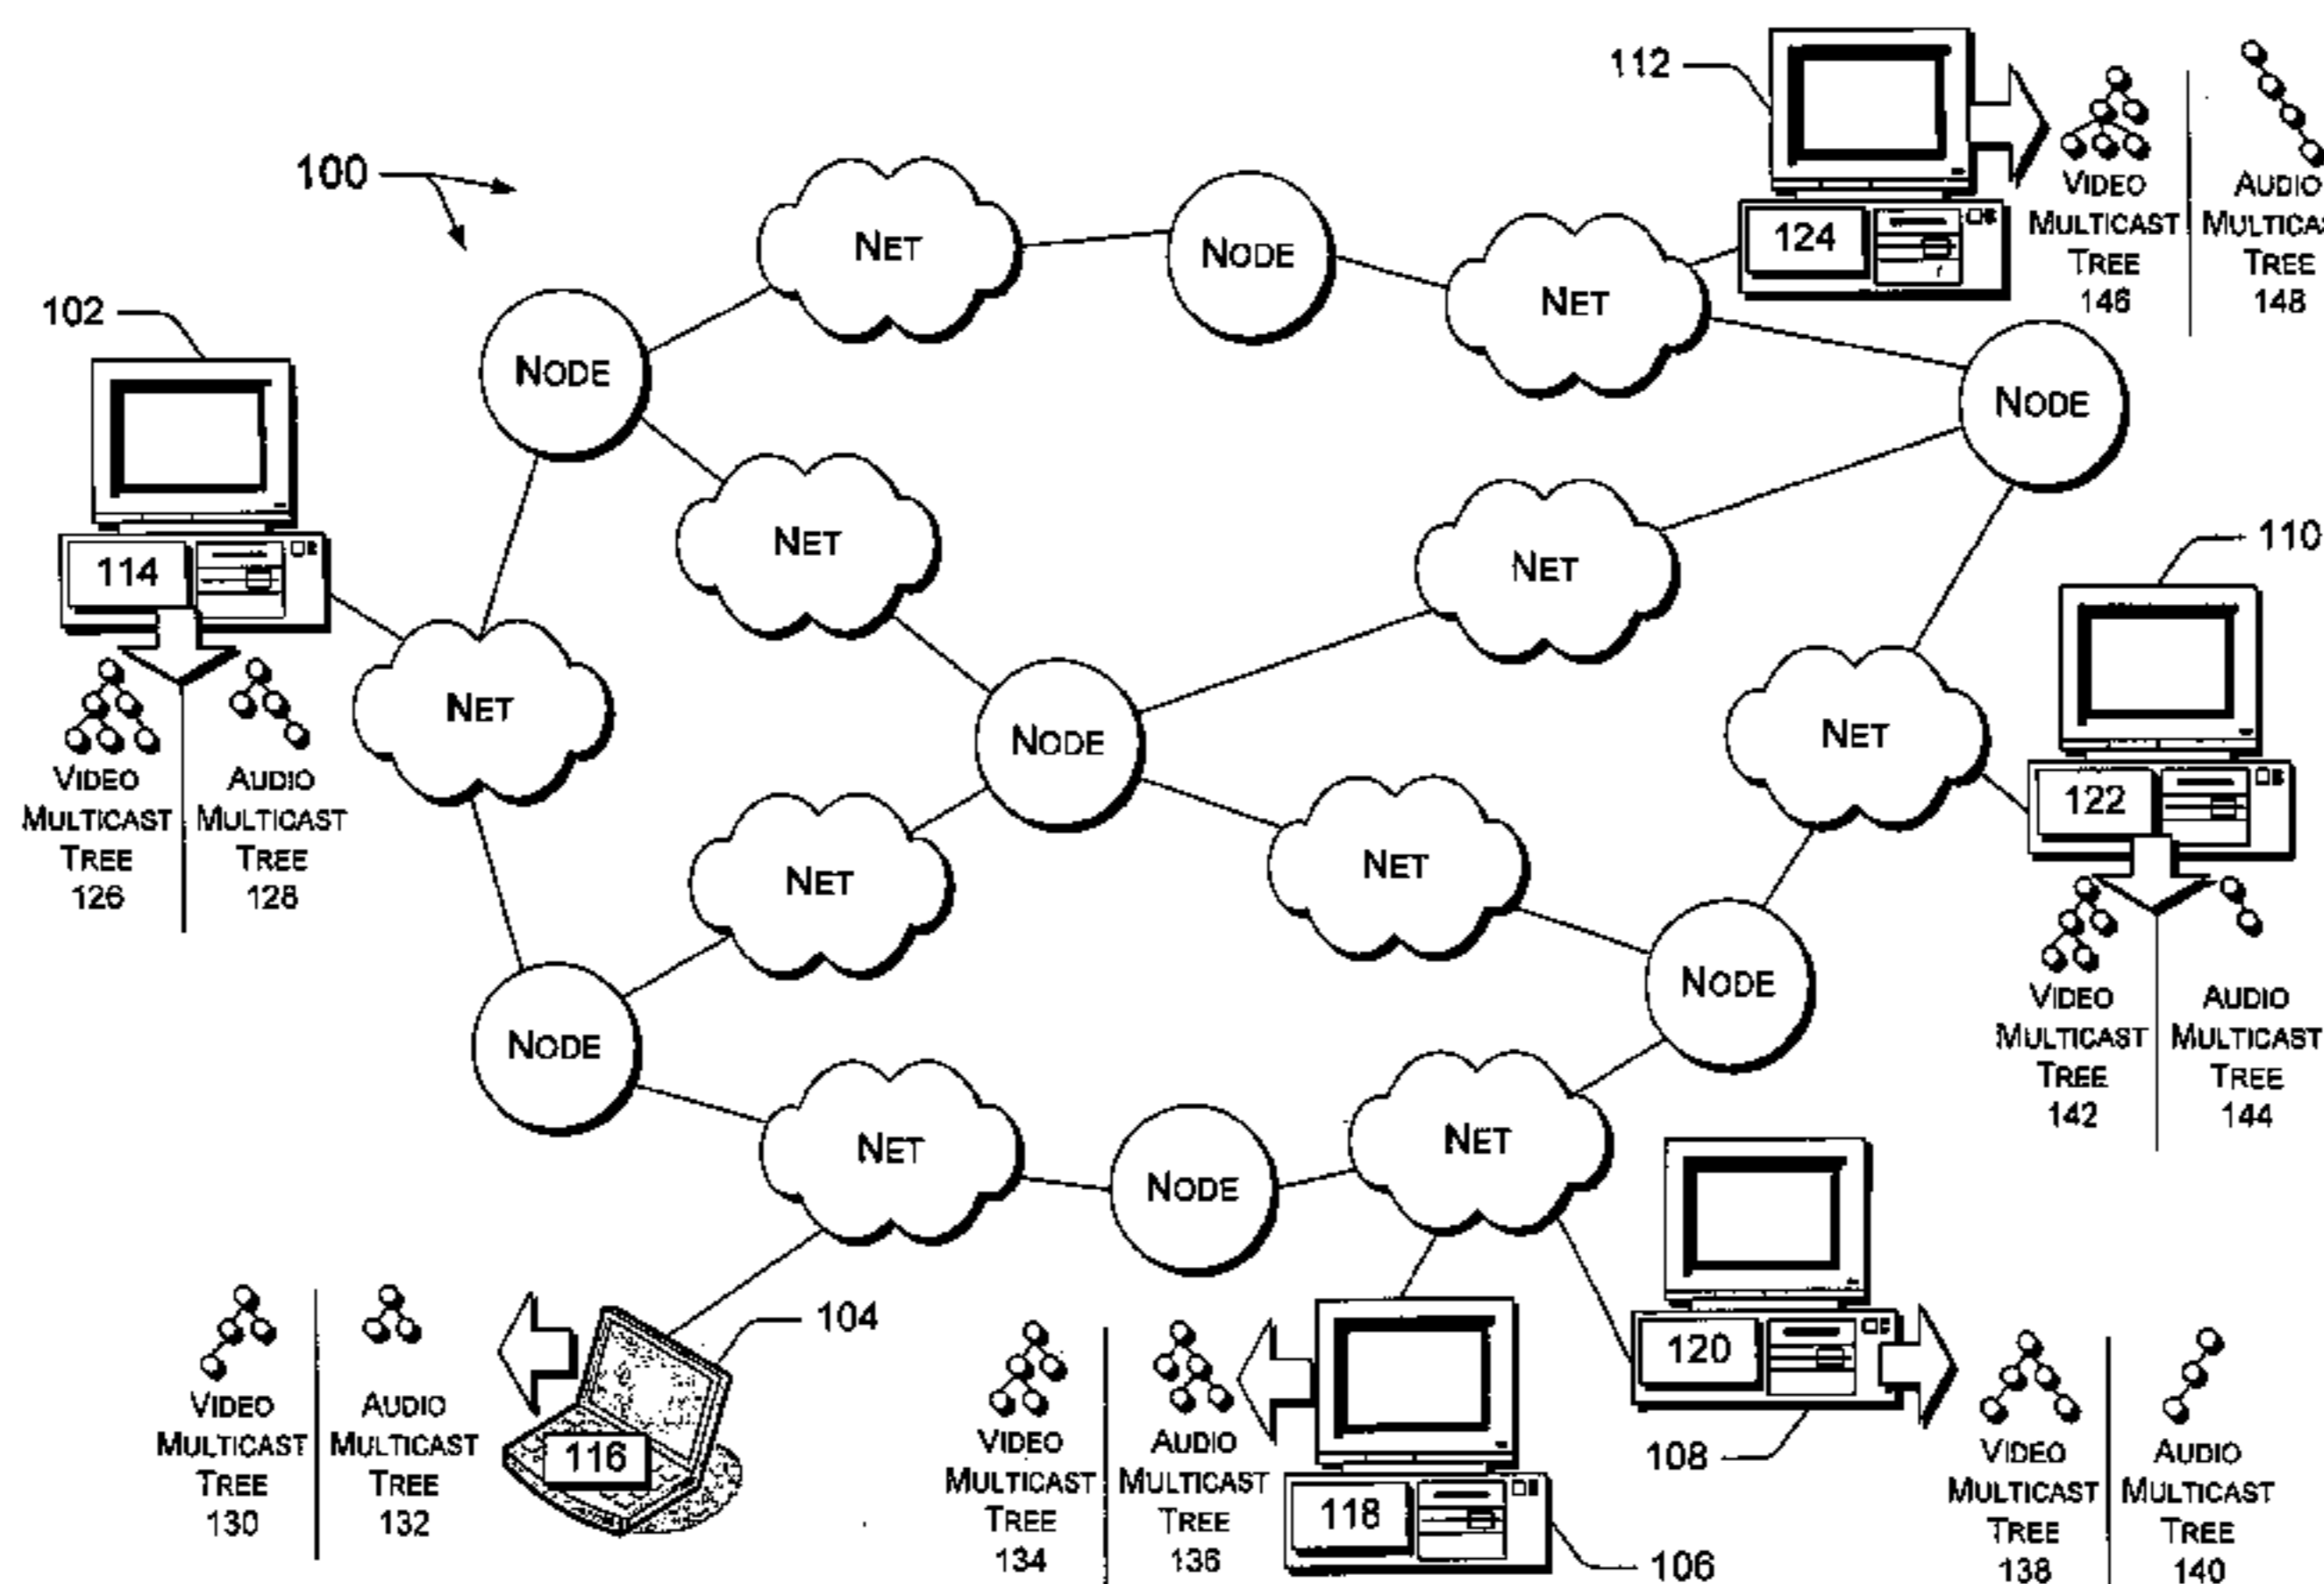 112
VIDEO
MULTICAST
TREE
146
AUDIO
TREE
148
124
100
NET
NODE
NET
102
NODE
NODE
110
114
NET
NET
NET
NET
NODE
122
VIDEO
MULTICAST
TREE
126
AUDIO
MULTICAST
TREE
128
NET
NET
NODE
NODE
VIDEO
MULTICAST
TREE
142
AUDIO
MULTICAST
TREE
144
NET
NODE
NET
104
116
VIDEO
MULTICAST
TREE
130
AUDIO
MULTICAST
TREE
132
VIDEO
MULTICAST
TREE
134
AUDIO
MULTICAST
TREE
136
118
106
120
108
VIDEO
MULTICAST
TREE
138
AUDIO
MULTICAST
TREE
140